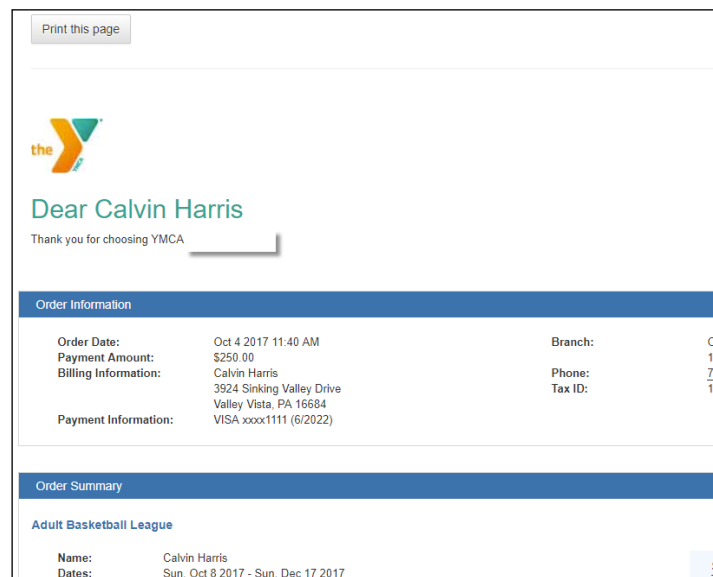 Print this page
the
YMCA
Dear Calvin Harris
Thank you for choosing YMCA
Order Information
Order Date: Oct 4 2017 11:40 AM Branch:
Payment Amount: $250.00
Billing Information: Calvin Harris Phone:
3924 Sinking Valley Drive Tax ID:
Valley Vista, PA 16684
Payment Information: VISA xxxx1111 (6/2022)
Order Summary
Adult Basketball League
Name: Calvin Harris
Dates: Sun, Oct 8 2017 - Sun, Dec 17 2017